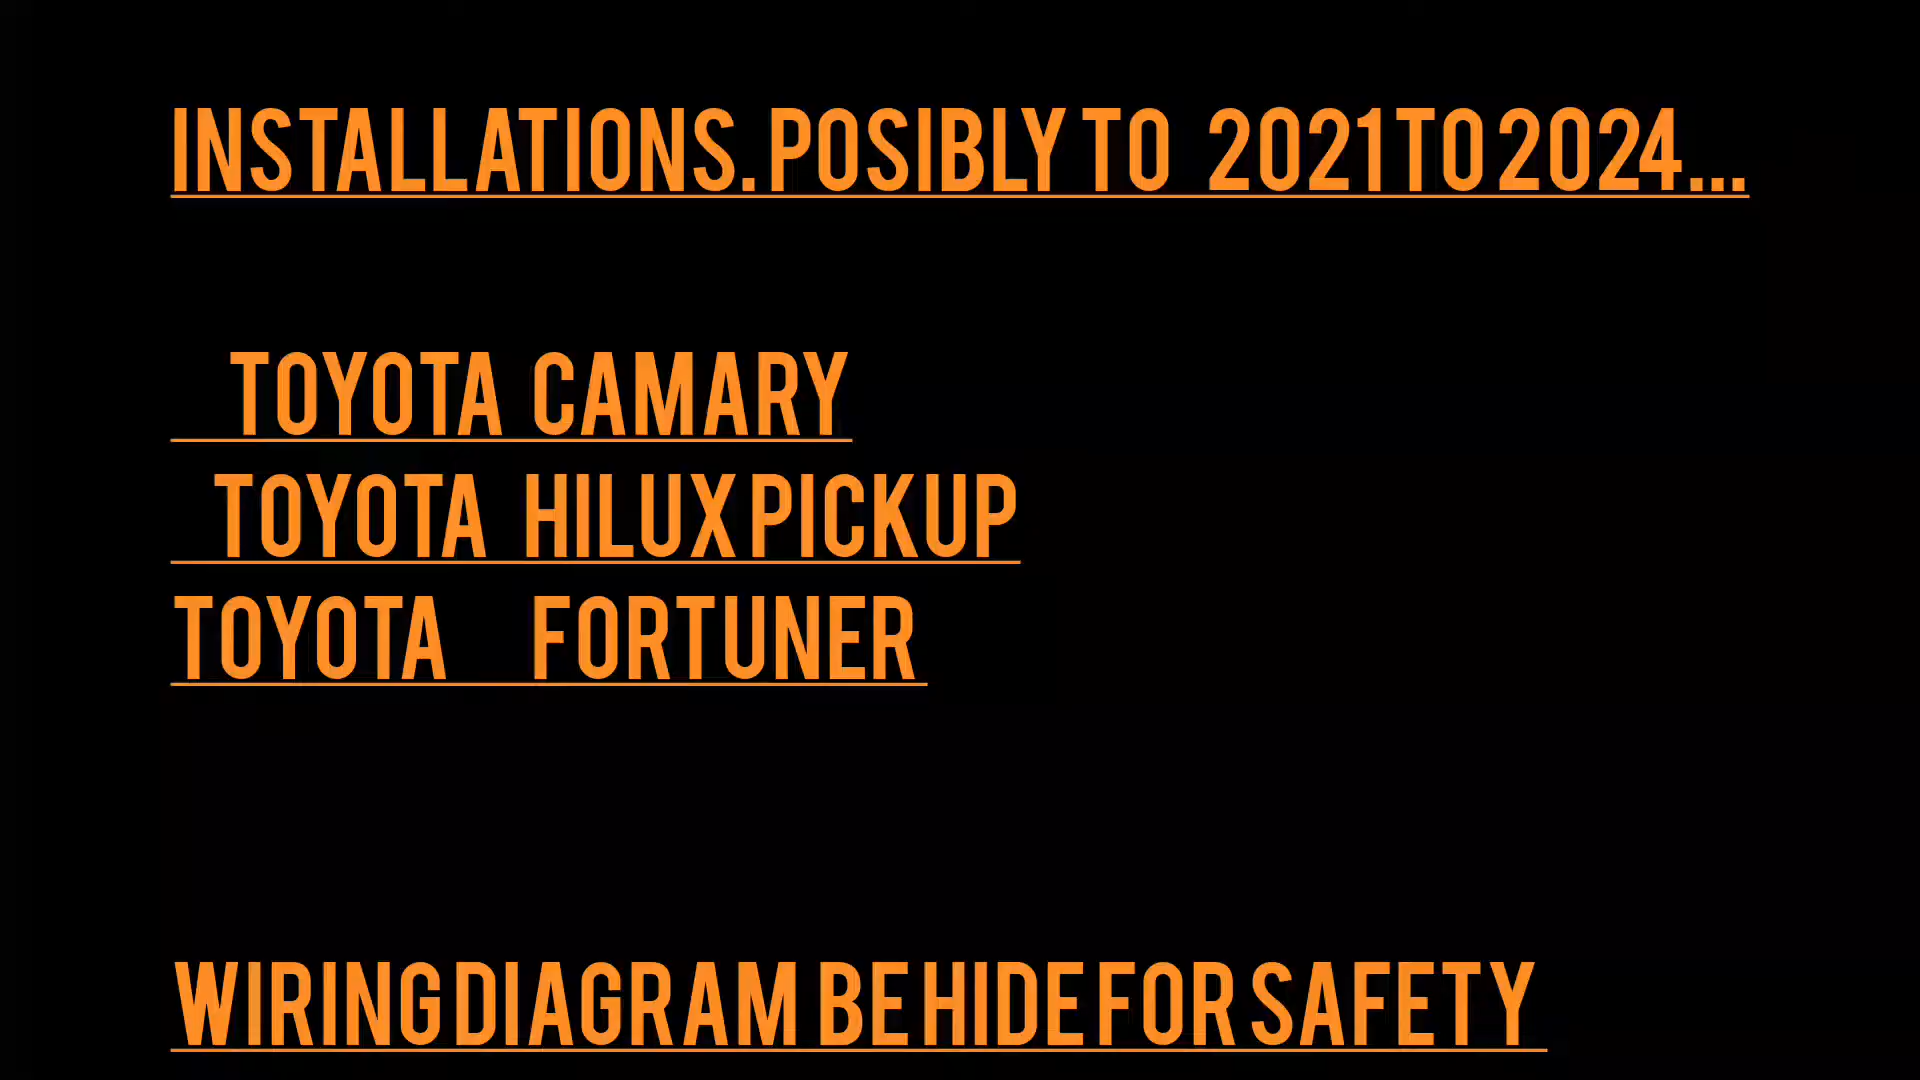 INSTALLATIONS. POSIBLY TO 2021 TO 2024...
TOYOTA CAMARY
TOYOTA HILUX PICKUP
TOYOTA FORTUNER
WIRING DIAGRAM BE HIDE FOR SAFETY